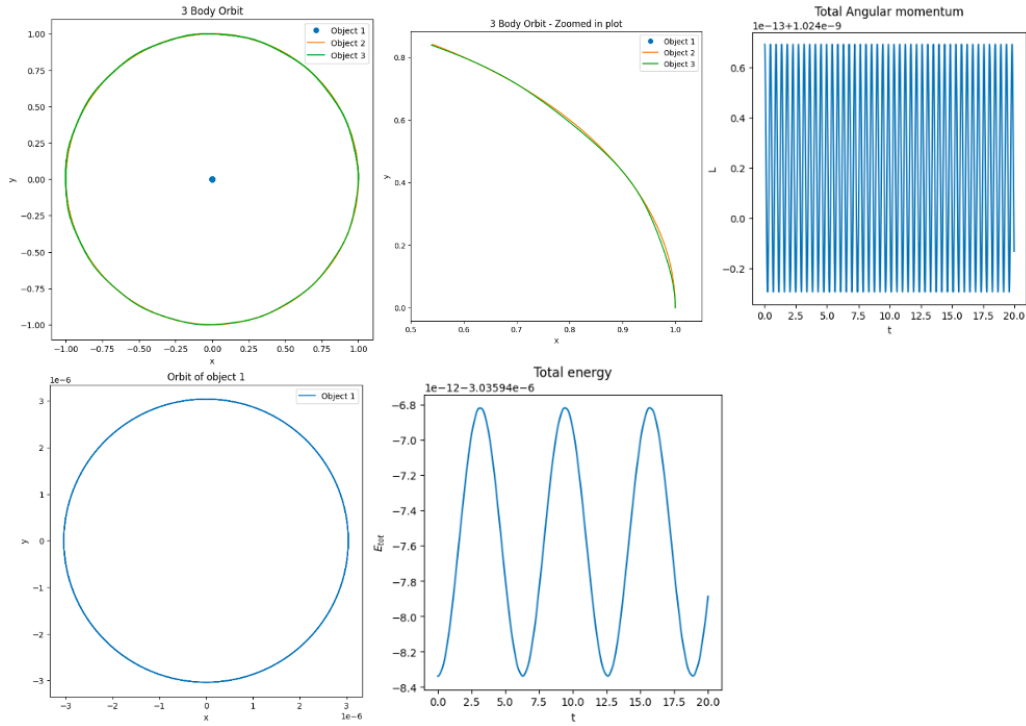 3 Body Orbit
Object 1
Object 2
Object 3
1.00
0.75
0.50
0.25
0.00
−0.25
−0.50
−0.75
−1.00
y
−1.00 −0.75 −0.50 −0.25 0.00 0.25 0.50 0.75 1.00
x
3 Body Orbit - Zoomed in plot
Object 1
Object 2
Object 3
0.8
0.6
0.4
0.2
0.0
y
0.5 0.6 0.7 0.8 0.9 1.0
x
Total Angular momentum
1e−13+1.024e−9
0.6
0.4
0.2
0.0
−0.2
L
0.0 2.5 5.0 7.5 10.0 12.5 15.0 17.5 20.0
t
Orbit of object 1
1e−6
Object 1
3
2
1
0
−1
−2
−3
y
−3 −2 −1 0 1 2 3
1e−6
x
Total energy
1e−12−3.03594e−6
−6.8
−7.0
−7.2
−7.4
−7.6
−7.8
−8.0
−8.2
−8.4
Etot
0.0 2.5 5.0 7.5 10.0 12.5 15.0 17.5 20.0
t